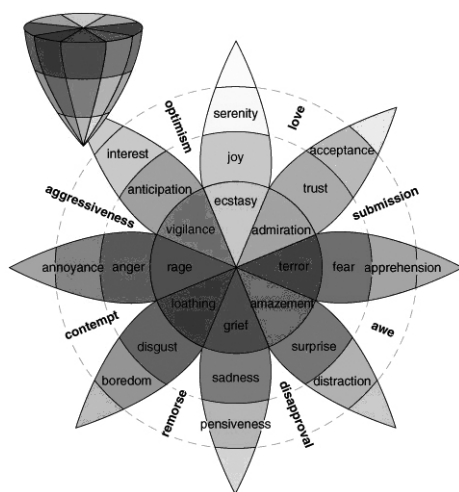 serenity
optimism
love
interest
joy
acceptance
anticipation
trust
aggressiveness
ecstasy
submission
vigilance
admiration
annoyance
anger
rage
terror
fear
apprehension
loathing
amazement
contempt
grief
awe
disgust
surprise
boredom
sadness
distraction
remorse
disapproval
pensiveness